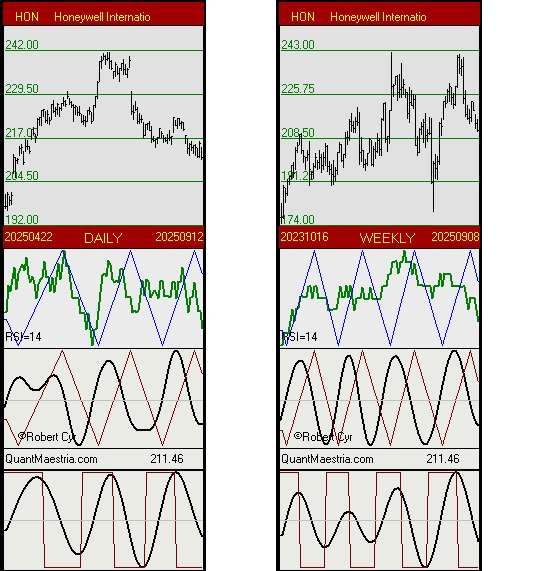 HON Honeywell Internatio
242.00
229.50
217.00
204.50
192.00
20250422 DAILY 20250912
RSI=14
©Robert Cyr
QuantMaestria.com 211.46
HON Honeywell Internatio
243.00
225.75
208.50
191.25
174.00
20231016 WEEKLY 20250908
RSI=14
©Robert Cyr
QuantMaestria.com 211.46